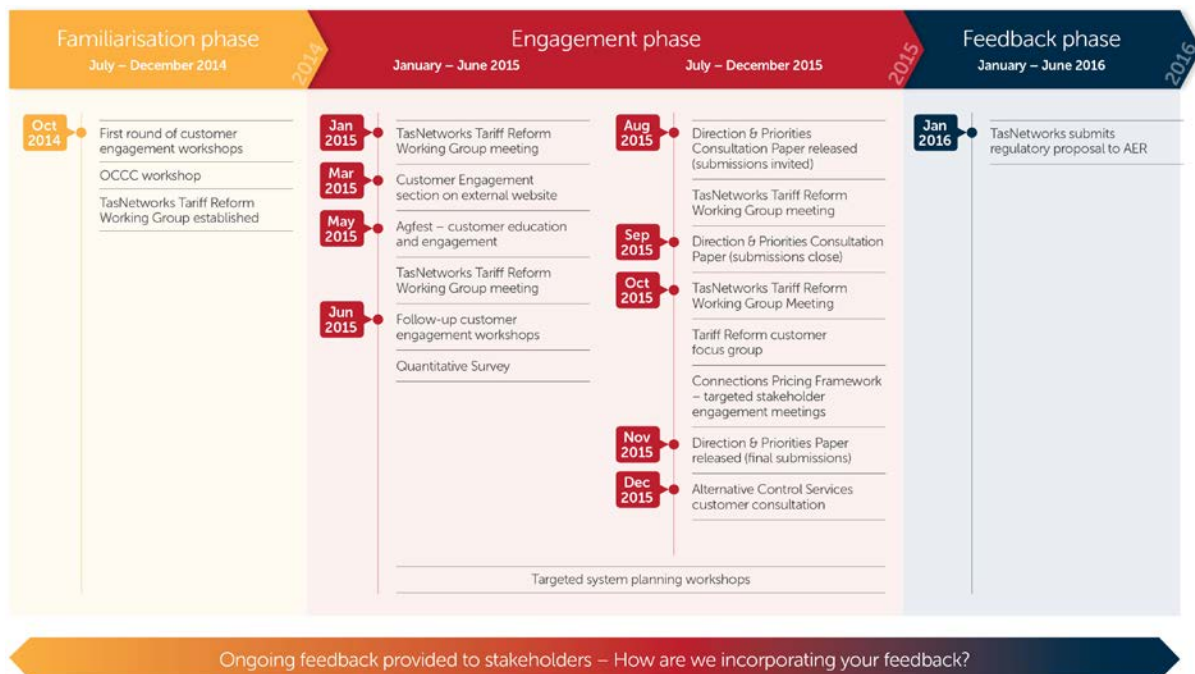 Familiarisation phase
July – December 2014
2014
Engagement phase
January – June 2015
July – December 2015
2015
Feedback phase
January – June 2016
2016
Oct
2014
First round of customer
engagement workshops
OCCC workshop
TasNetworks Tariff Reform
Working Group established
Jan
2015
TasNetworks Tariff Reform
Working Group meeting
Mar
2015
Customer Engagement
section on external website
May
2015
Agfest – customer education
and engagement
TasNetworks Tariff Reform
Working Group meeting
Jun
2015
Follow-up customer
engagement workshops
Quantitative Survey
Aug
2015
Direction & Priorities
Consultation Paper released
(submissions invited)
TasNetworks Tariff Reform
Working Group meeting
Sep
2015
Direction & Priorities Consultation
Paper (submissions close)
Oct
2015
TasNetworks Tariff Reform
Working Group Meeting
Tariff Reform customer
focus group
Connections Pricing Framework
– targeted stakeholder
engagement meetings
Nov
2015
Direction & Priorities Paper
released (final submissions)
Dec
2015
Alternative Control Services
customer consultation
Targeted system planning workshops
Jan
2016
TasNetworks submits
regulatory proposal to AER
Ongoing feedback provided to stakeholders – How are we incorporating your feedback?